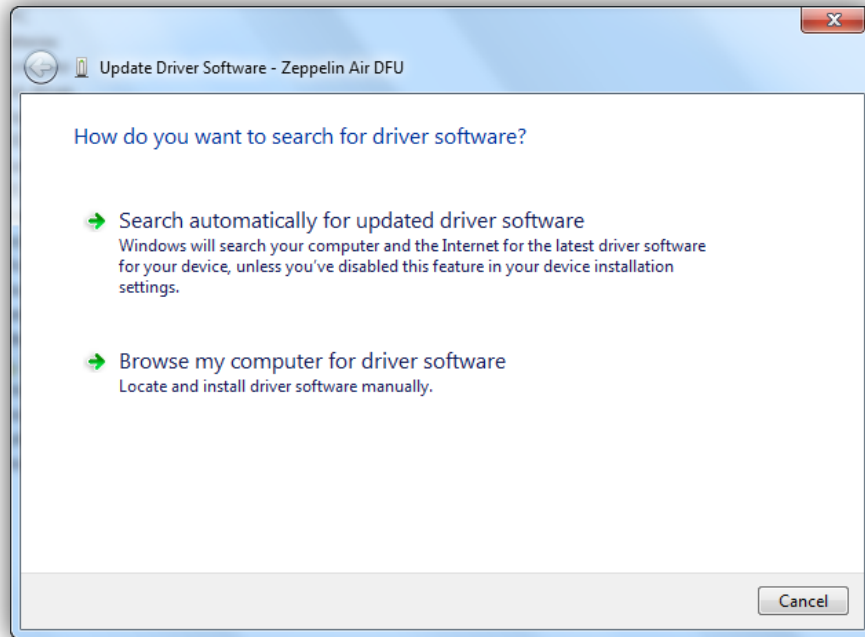 Update Driver Software - Zeppelin Air DFU
How do you want to search for driver software?
Search automatically for updated driver software
Windows will search your computer and the Internet for the latest driver software
for your device, unless you've disabled this feature in your device installation
settings.
Browse my computer for driver software
Locate and install driver software manually.
Cancel